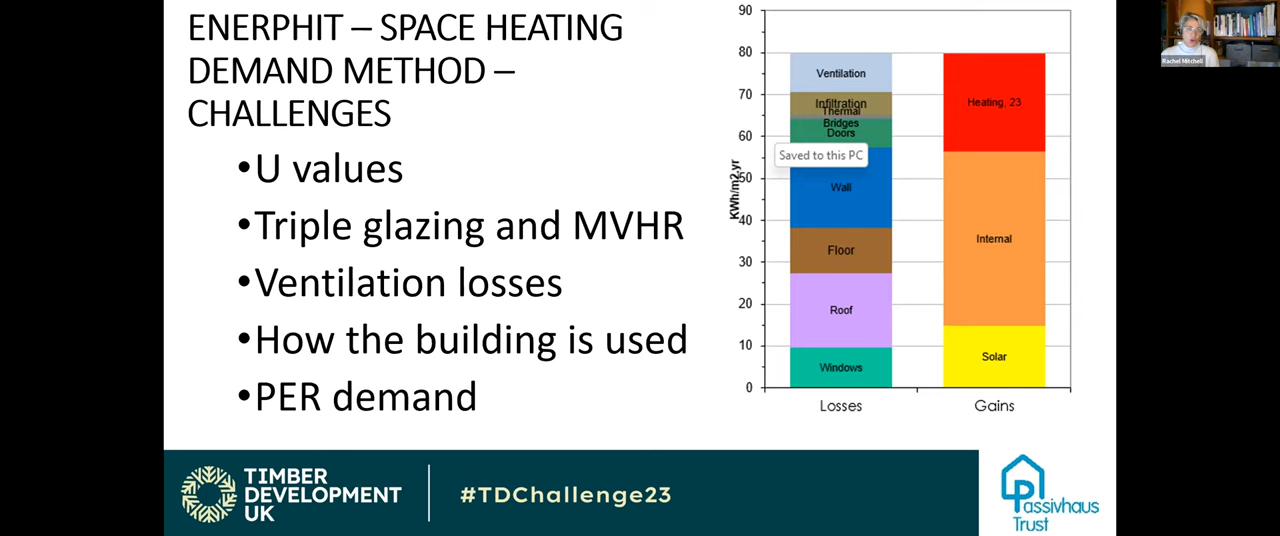 ENERPHIT – SPACE HEATING
DEMAND METHOD –
CHALLENGES
•U values
•Triple glazing and MVHR
•Ventilation losses
•How the building is used
•PER demand
90
80
70
60
50
40
30
20
10
0
KWh/m2.yr
Ventilation
Infiltration
Thermal
Bridges
Doors
Saved to this PC
Wall
Floor
Roof
Windows
Heating, 23
Internal
Solar
Losses
Gains
Rachel Mitchell
TIMBER
DEVELOPMENT
UK
#TDChallenge23
Passivhaus
Trust